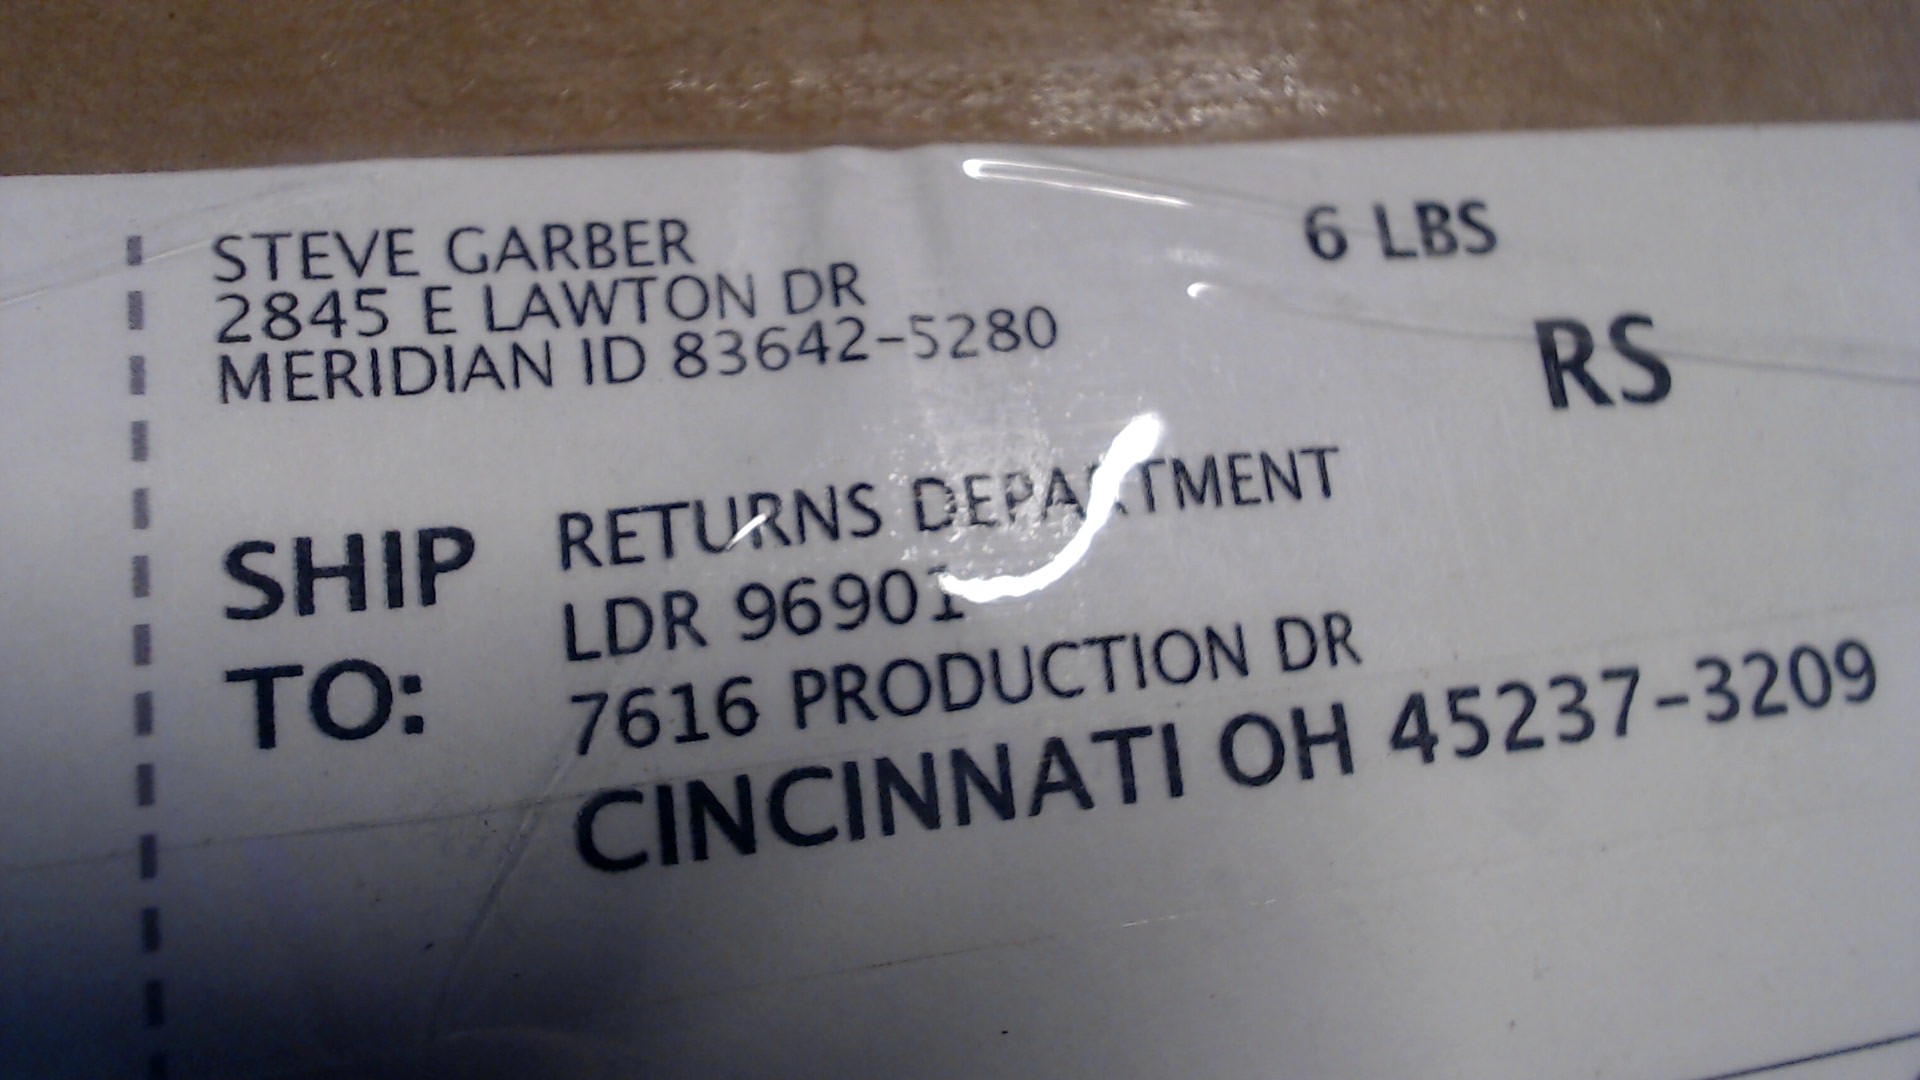 STEVE GARBER
2845 E LAWTON DR
MERIDIAN ID 83642-5280
6 LBS
RS
SHIP TO:
RETURNS DEPARTMENT
LDR 96901
7616 PRODUCTION DR
CINCINNATI OH 45237-3209